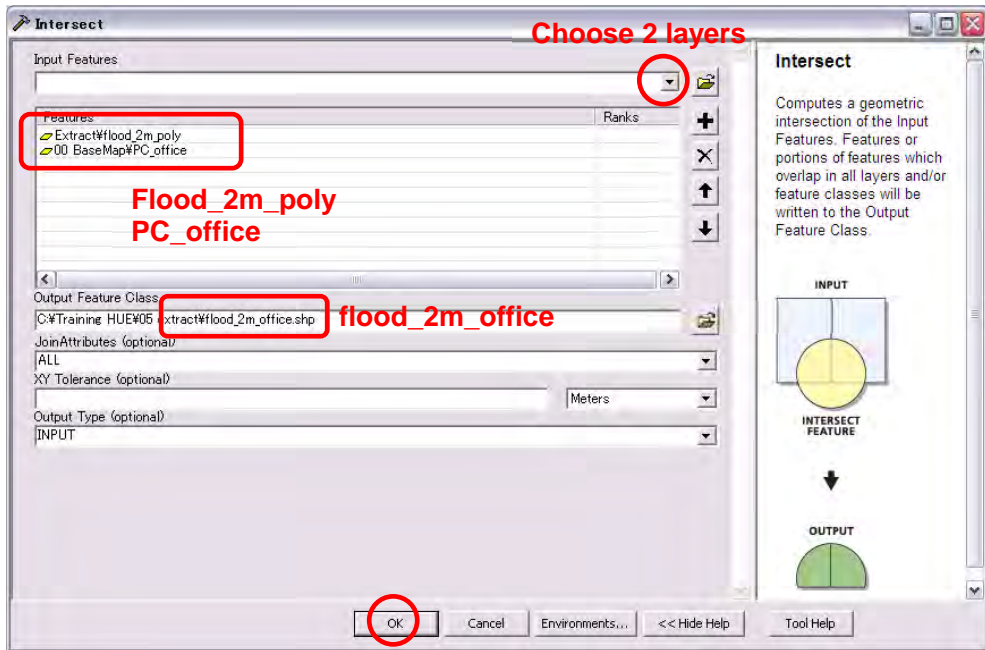 Intersect
Choose 2 layers
Input Features
Features Ranks
Extract¥flood_2m_poly
00 BaseMap¥PC_office
Flood_2m_poly
PC_office
Output Feature Class
C:¥Training HUE¥05 extract¥flood_2m_office.shp
flood_2m_office
JoinAttributes (optional)
ALL
XY Tolerance (optional)
Meters
Output Type (optional)
INPUT
OK Cancel Environments... << Hide Help Tool Help
Intersect
Computes a geometric
intersection of the Input
Features. Features or
portions of features which
overlap in all layers and/or
feature classes will be
written to the Output
Feature Class.
INPUT
INTERSECT
FEATURE
OUTPUT